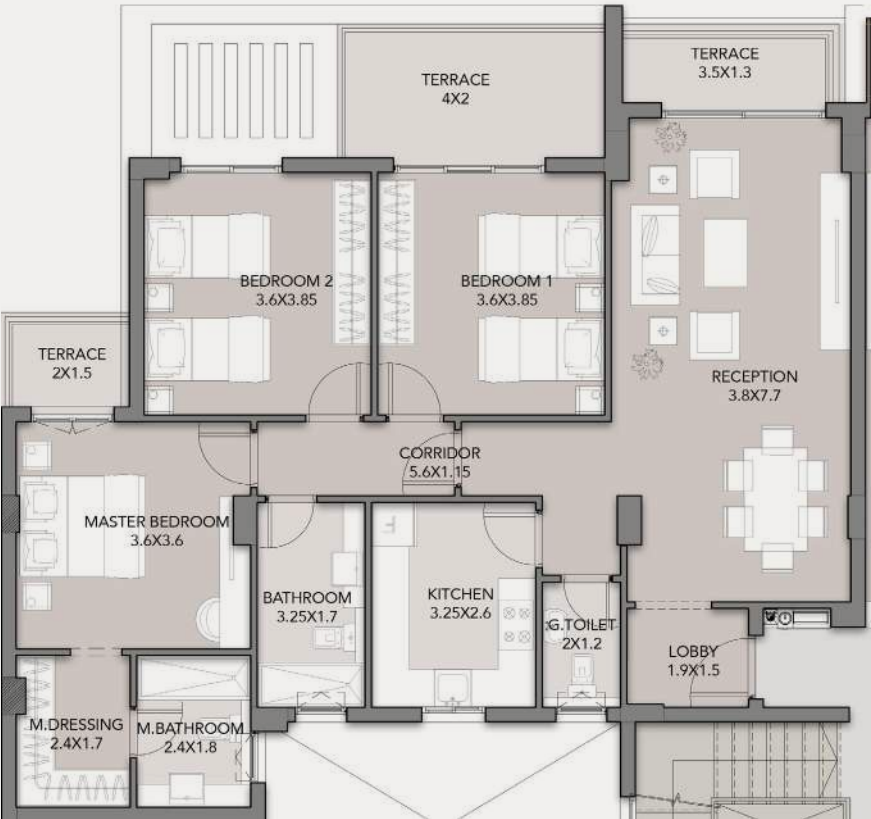 TERRACE
3.5X1.3
TERRACE
4X2
BEDROOM 2
3.6X3.85
BEDROOM 1
3.6X3.85
TERRACE
2X1.5
RECEPTION
3.8X7.7
CORRIDOR
5.6X1.15
MASTER BEDROOM
3.6X3.6
BATHROOM
3.25X1.7
KITCHEN
3.25X2.6
G.TOILET
2X1.2
LOBBY
1.9X1.5
M.DRESSING
2.4X1.7
M.BATHROOM
2.4X1.8